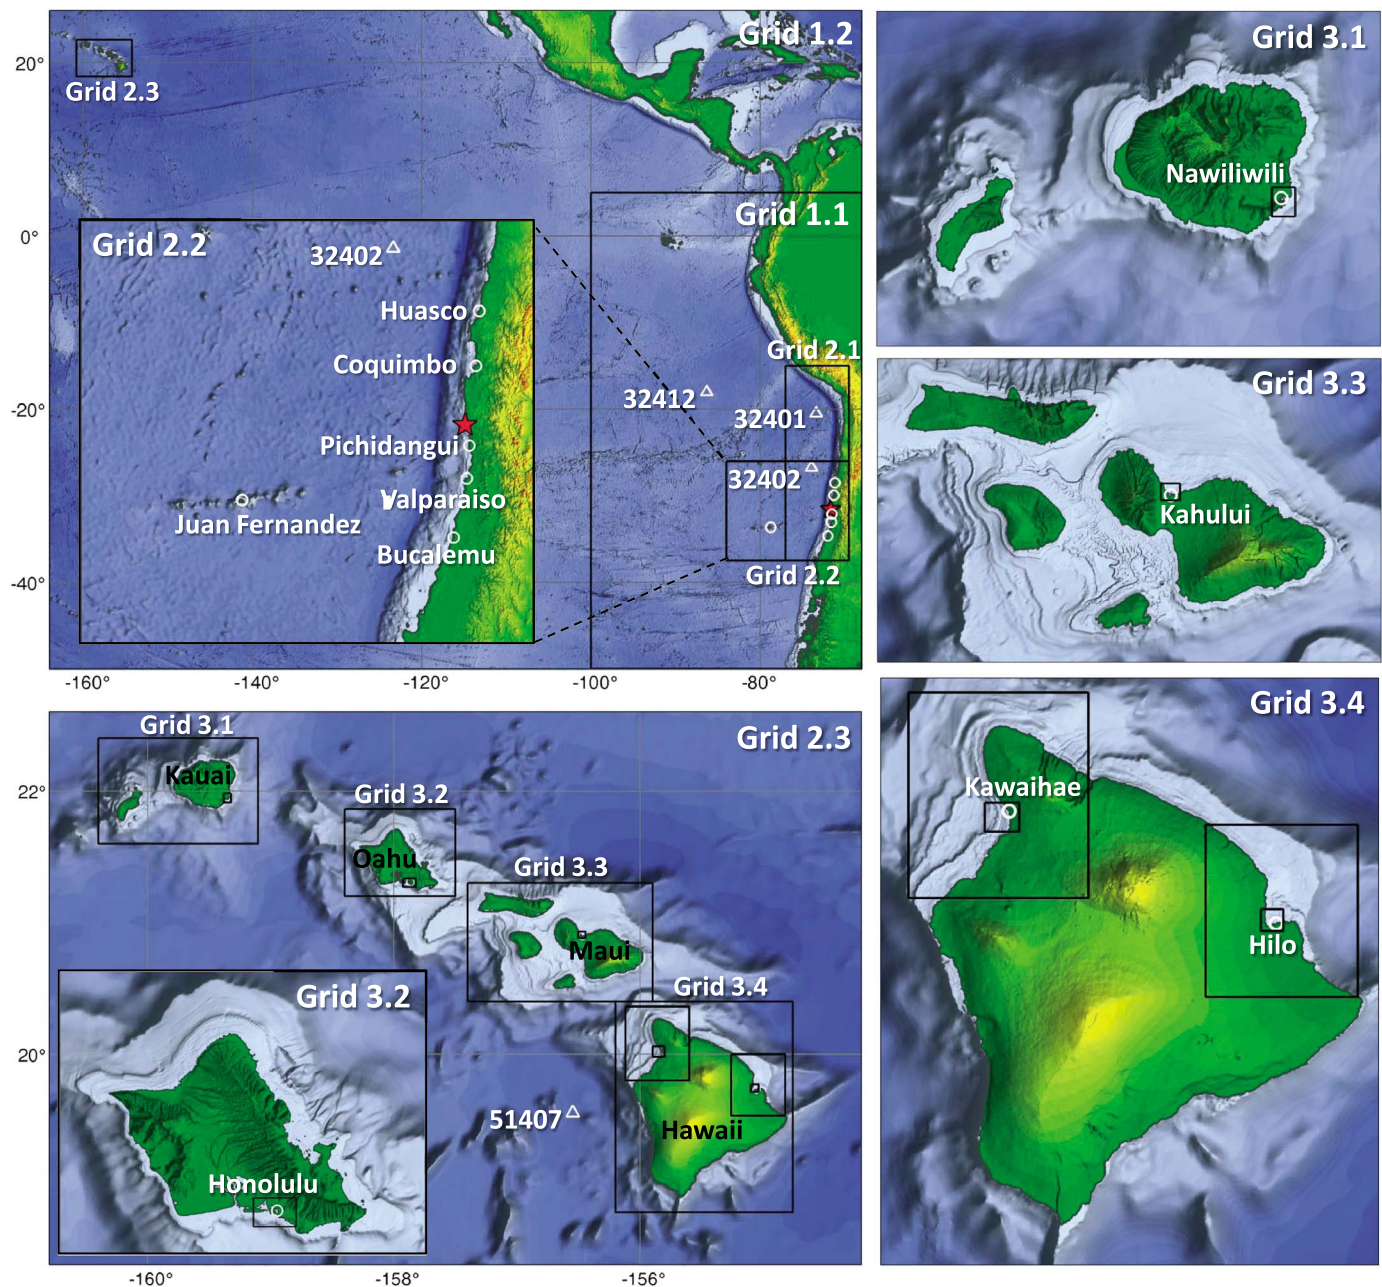 Grid 1.2
20°
Grid 2.3
0°
Grid 1.1
Grid 2.2
32402
Huasco
Coquimbo
Pichidangui
Valparaiso
Juan Fernandez
Bucalemu
Grid 2.1
32412
32401
-20°
32402
Grid 2.2
-40°
-160°
-140°
-120°
-100°
-80°
Grid 3.1
Nawiliwili
Grid 3.3
Kahului
Grid 3.4
Kawaihae
Hilo
Grid 3.1
Grid 2.3
Kauai
22°
Grid 3.2
Oahu
Grid 3.3
Maui
Grid 3.4
Grid 3.2
20°
51407
Hawaii
Honolulu
-160°
-158°
-156°